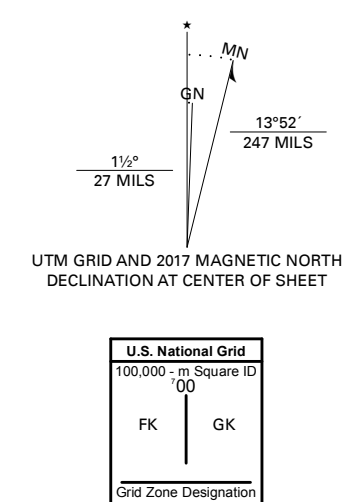 ★
MN
GN
13°52´
247 MILS
1½°
27 MILS
UTM GRID AND 2017 MAGNETIC NORTH
DECLINATION AT CENTER OF SHEET
U.S. National Grid
100,000 - m Square ID
⁷00
FK GK
Grid Zone Designation